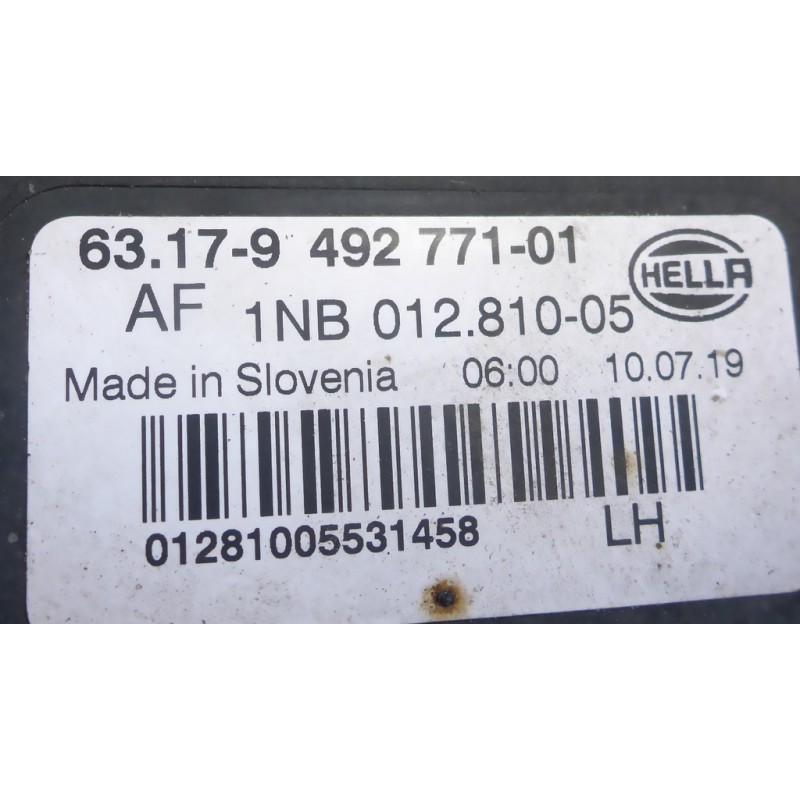 63.17-9 492 771-01
HELLA
AF 1NB 012.810-05
Made in Slovenia 06:00 10.07.19
01281005531458 LH